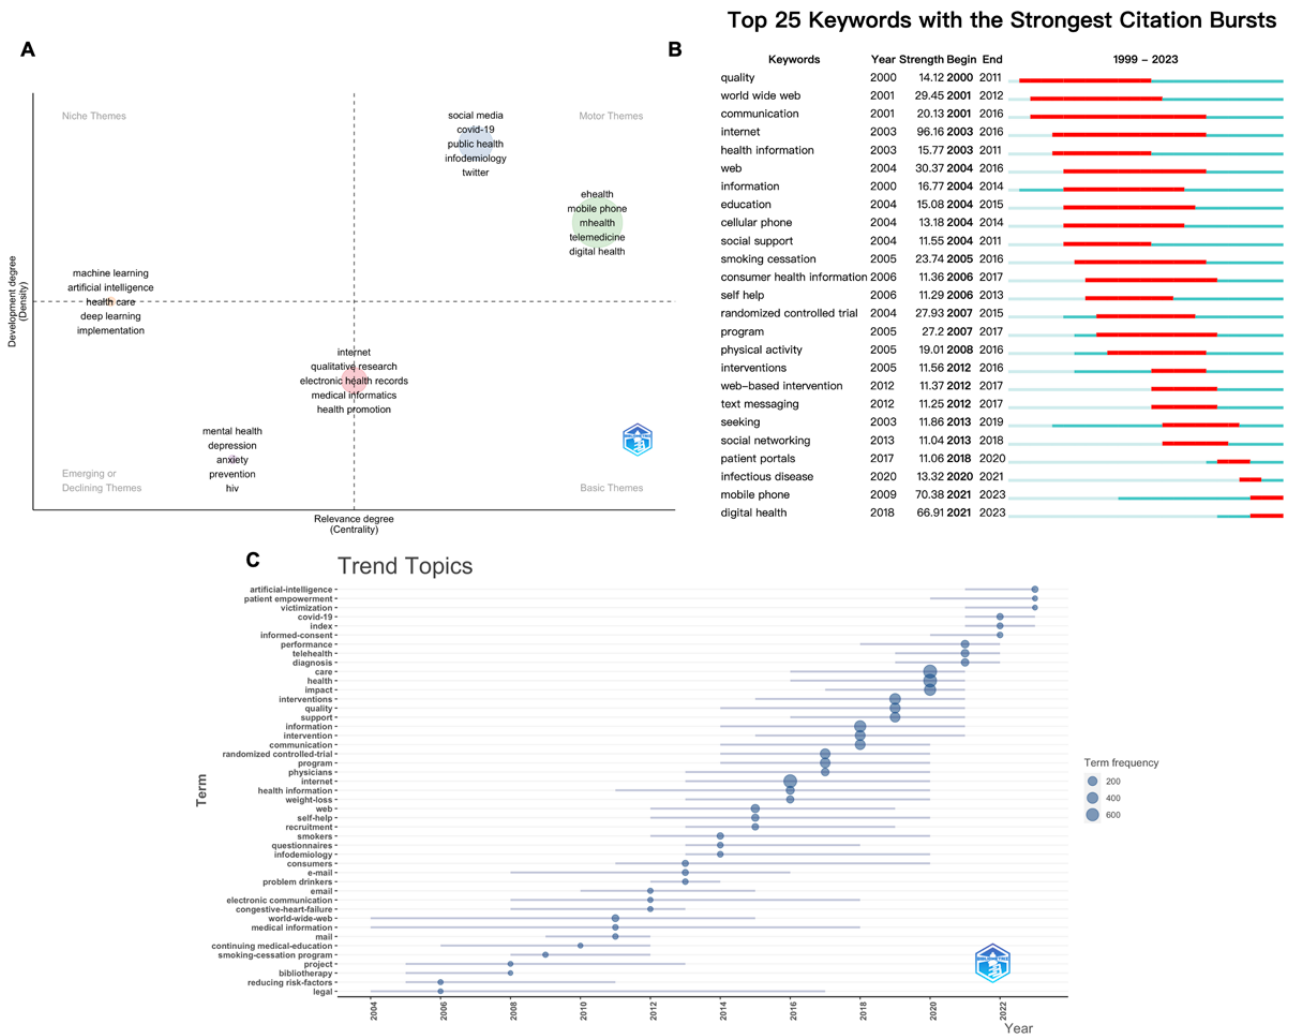 Top 25 Keywords with the Strongest Citation Bursts
A
Niche Themes
Motor Themes
social media
covid-19
public health
infodemiology
twitter
ehealth
mobile phone
mhealth
telemedicine
digital health
machine learning
artificial intelligence
health care
deep learning
implementation
internet
qualitative research
electronic health records
medical informatics
health promotion
mental health
depression
anxiety
prevention
hiv
Emerging or
Declining Themes
Basic Themes
Development degree
(Density)
Relevance degree
(Centrality)
B
Keywords Year Strength Begin End 1999 - 2023
quality 2000 14.12 2000 2011
world wide web 2001 29.45 2001 2012
communication 2001 20.13 2001 2016
internet 2003 96.16 2003 2016
health information 2003 15.77 2003 2011
web 2004 30.37 2004 2016
information 2000 16.77 2004 2014
education 2004 15.08 2004 2015
cellular phone 2004 13.18 2004 2014
social support 2004 11.55 2004 2011
smoking cessation 2005 23.74 2005 2016
consumer health information 2006 11.36 2006 2017
self help 2006 11.29 2006 2013
randomized controlled trial 2004 27.93 2007 2015
program 2005 27.2 2007 2017
physical activity 2005 19.01 2008 2016
interventions 2005 11.56 2012 2016
web-based intervention 2012 11.37 2012 2017
text messaging 2012 11.25 2012 2017
seeking 2003 11.86 2013 2019
social networking 2013 11.04 2013 2018
patient portals 2017 11.06 2018 2020
infectious disease 2020 13.32 2020 2021
mobile phone 2009 70.38 2021 2023
digital health 2018 66.91 2021 2023
C
Trend Topics
Term
artificial-intelligence
patient empowerment
victimization
covid-19
index
informed-consent
performance
telehealth
diagnosis
care
health
impact
interventions
quality
support
information
intervention
communication
randomized controlled-trial
program
physicians
internet
health information
weight-loss
web
self-help
recruitment
smokers
questionnaires
infodemiology
consumers
e-mail
problem drinkers
email
electronic communication
congestive-heart-failure
world-wide-web
medical information
mail
continuing medical-education
smoking-cessation program
project
bibliotherapy
reducing risk-factors
legal
2004 2006 2008 2010 2012 2014 2016 2018 2020 2022
Year
Term frequency
200
400
600